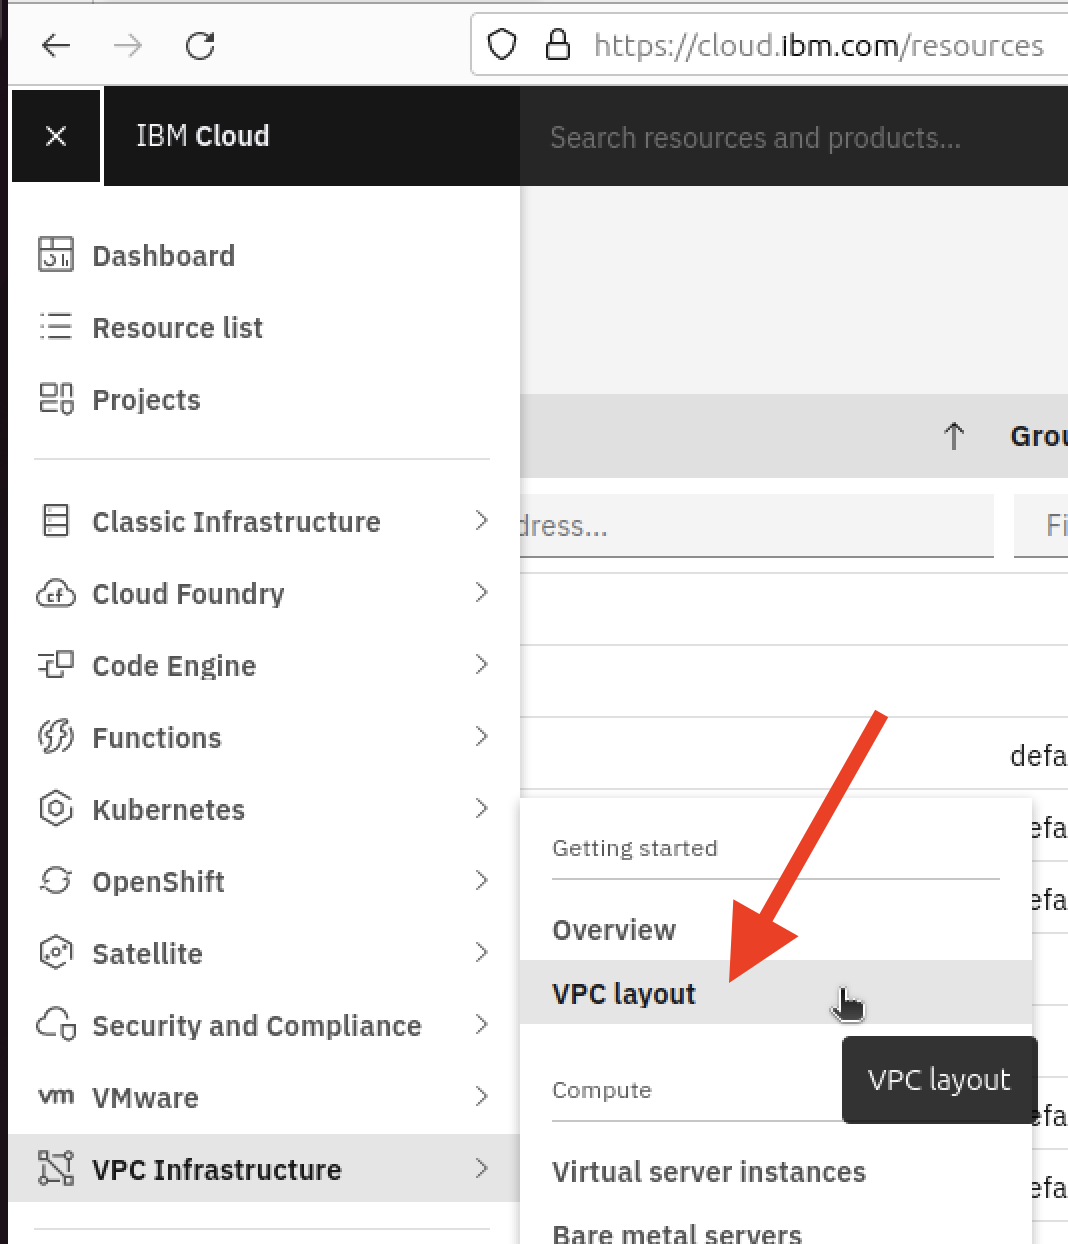 https://cloud.ibm.com/resources
IBM Cloud
Search resources and products...
Dashboard
Resource list
Projects
Grou
dress...
Fi
Classic Infrastructure
Cloud Foundry
Code Engine
Functions
Kubernetes
OpenShift
Satellite
Security and Compliance
vm VMware
VPC Infrastructure
defa
efa
efa
efa
efa
Getting started
Overview
VPC layout
VPC layout
Compute
Virtual server instances
Bare metal servers